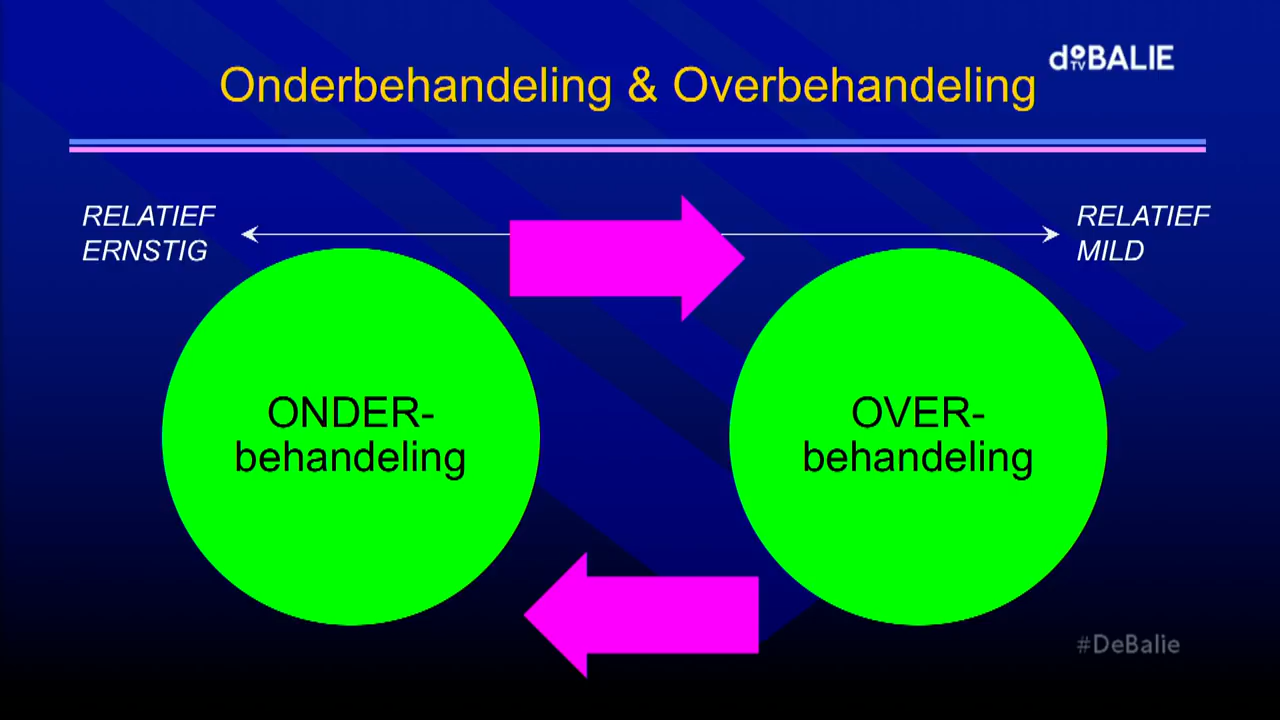 deBALIE
TV
Onderbehandeling & Overbehandeling
RELATIEF
ERNSTIG
RELATIEF
MILD
ONDER-
behandeling
OVER-
behandeling
#DeBalie